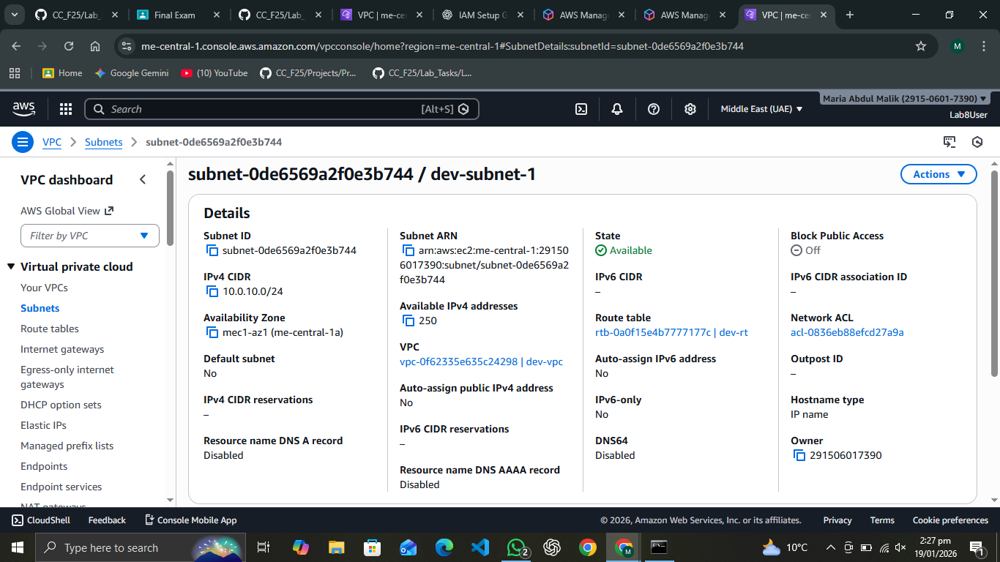 CC_F25/Lab_
Final Exam
CC_F25/Lab_
VPC | me-ce
IAM Setup G
AWS Manag
AWS Manag
VPC | me-ce
me-central-1.console.aws.amazon.com/vpcconsole/home?region=me-central-1#SubnetDetails:subnetId=subnet-0de6569a2f0e3b744
M
Home
Google Gemini
(10) YouTube
CC_F25/Projects/Pr...
CC_F25/Lab_Tasks/L...
aws
Search
[Alt+S]
Middle East (UAE)
Maria Abdul Malik (2915-0601-7390)
Lab8User
VPC
Subnets
subnet-0de6569a2f0e3b744
VPC dashboard
AWS Global View
Filter by VPC
Virtual private cloud
Your VPCs
Subnets
Route tables
Internet gateways
Egress-only internet
gateways
DHCP option sets
Elastic IPs
Managed prefix lists
Endpoints
Endpoint services
NAT gateways
subnet-0de6569a2f0e3b744 / dev-subnet-1
Actions
Details
Subnet ID
subnet-0de6569a2f0e3b744
IPv4 CIDR
10.0.10.0/24
Availability Zone
mec1-az1 (me-central-1a)
Default subnet
No
IPv4 CIDR reservations
–
Resource name DNS A record
Disabled
Subnet ARN
arn:aws:ec2:me-central-1:29150
6017390:subnet/subnet-0de6569a2
f0e3b744
Available IPv4 addresses
250
VPC
vpc-0f62335e635c24298 | dev-vpc
Auto-assign public IPv4 address
No
IPv6 CIDR reservations
–
Resource name DNS AAAA record
Disabled
State
Available
IPv6 CIDR
–
Route table
rtb-0a0f15e4b7777177c | dev-rt
Auto-assign IPv6 address
No
IPv6-only
No
DNS64
Disabled
Block Public Access
Off
IPv6 CIDR association ID
–
Network ACL
acl-0836eb88efcd27a9a
Outpost ID
–
Hostname type
IP name
Owner
291506017390
CloudShell
Feedback
Console Mobile App
© 2026, Amazon Web Services, Inc. or its affiliates.
Privacy
Terms
Cookie preferences
Type here to search
2
M
10°C
2:27 pm
19/01/2026
1